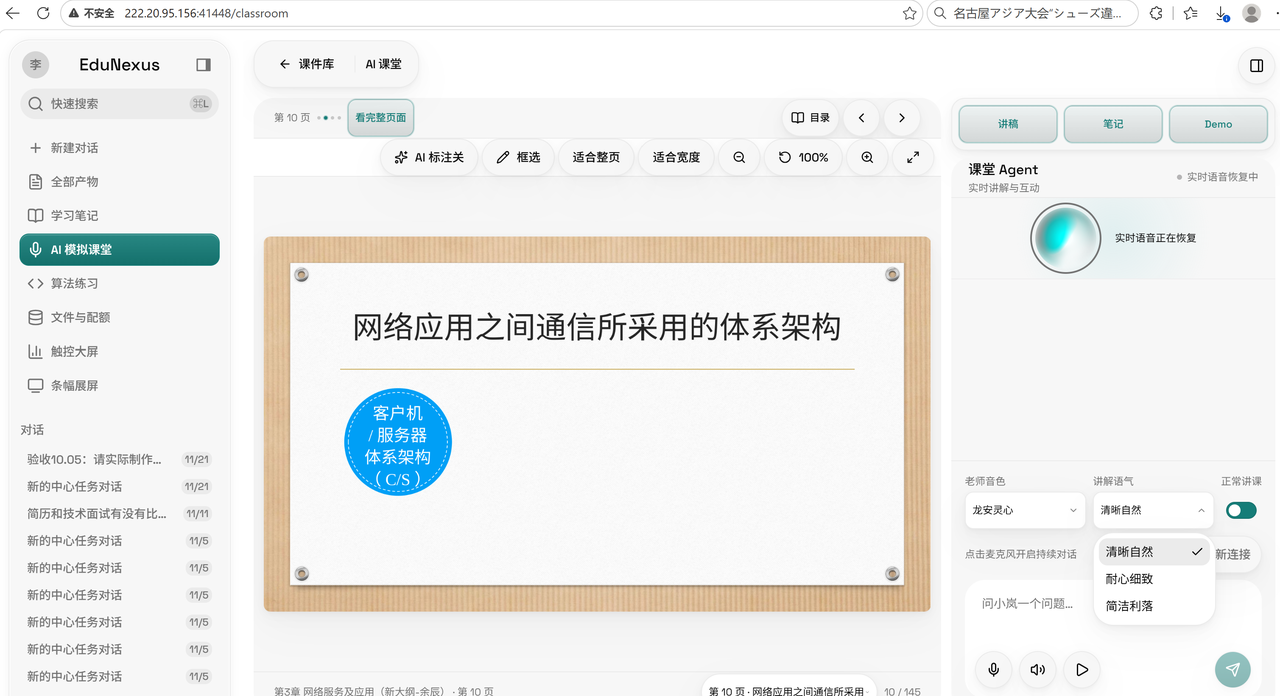 不安全 222.20.95.156:41448/classroom
名古屋アジア大会“シューズ違...
李 EduNexus
快速搜索 ⌘L
新建对话
全部产物
学习笔记
AI 模拟课堂
算法练习
文件与配额
触控大屏
条幅展屏
对话
验收10.05：请实际制作... 11/21
新的中心任务对话 11/21
简历和技术面试有没有比... 11/11
新的中心任务对话 11/5
新的中心任务对话 11/5
新的中心任务对话 11/5
新的中心任务对话 11/5
新的中心任务对话 11/5
新的中心任务对话 11/5
课件库 AI 课堂
第 10 页 看完整页面 目录
AI 标注关 框选 适合整页 适合宽度 100%
网络应用之间通信所采用的体系架构
客户机
/ 服务器
体系架构
（C/S）
第3章 网络服务及应用（新大纲-余辰） · 第 10 页 第 10 页 · 网络应用之间通信所采用 10 / 145
讲稿 笔记 Demo
课堂 Agent
实时讲解与互动
实时语音恢复中
实时语音正在恢复
老师音色 讲解语气 正常讲课
龙安灵心 清晰自然
点击麦克风开启持续对话 新连接
清晰自然
耐心细致
简洁利落
问小岚一个问题...